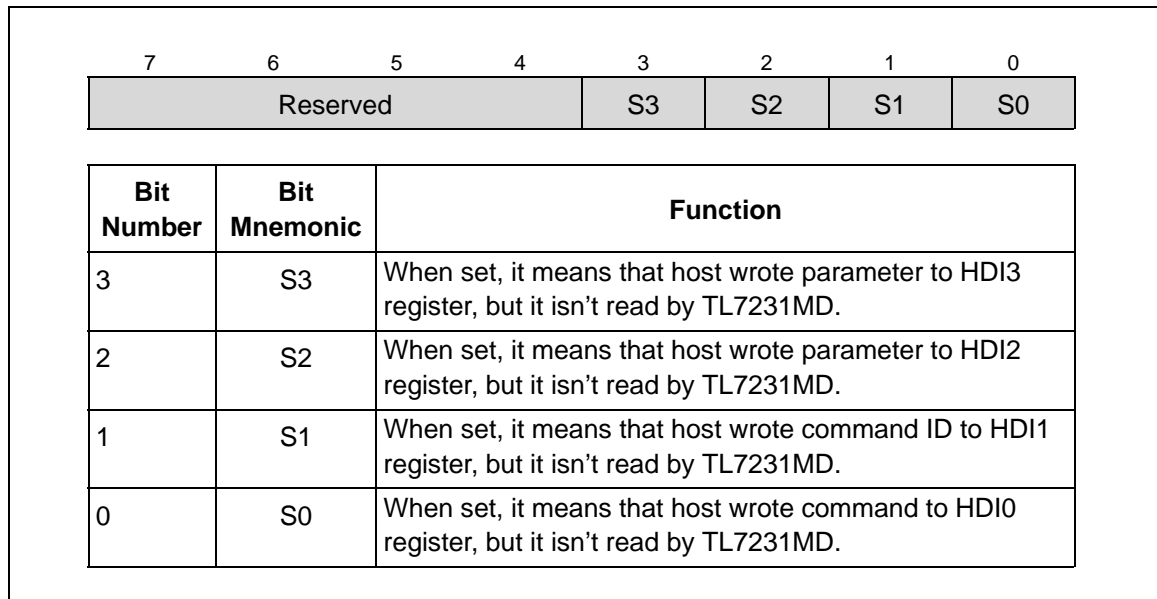 7 6 5 4 3 2 1 0
Reserved S3 S2 S1 S0
Bit Number Bit Mnemonic Function
3 S3 When set, it means that host wrote parameter to HDI3
register, but it isn't read by TL7231MD.
2 S2 When set, it means that host wrote parameter to HDI2
register, but it isn't read by TL7231MD.
1 S1 When set, it means that host wrote command ID to HDI1
register, but it isn't read by TL7231MD.
0 S0 When set, it means that host wrote command to HDI0
register, but it isn't read by TL7231MD.